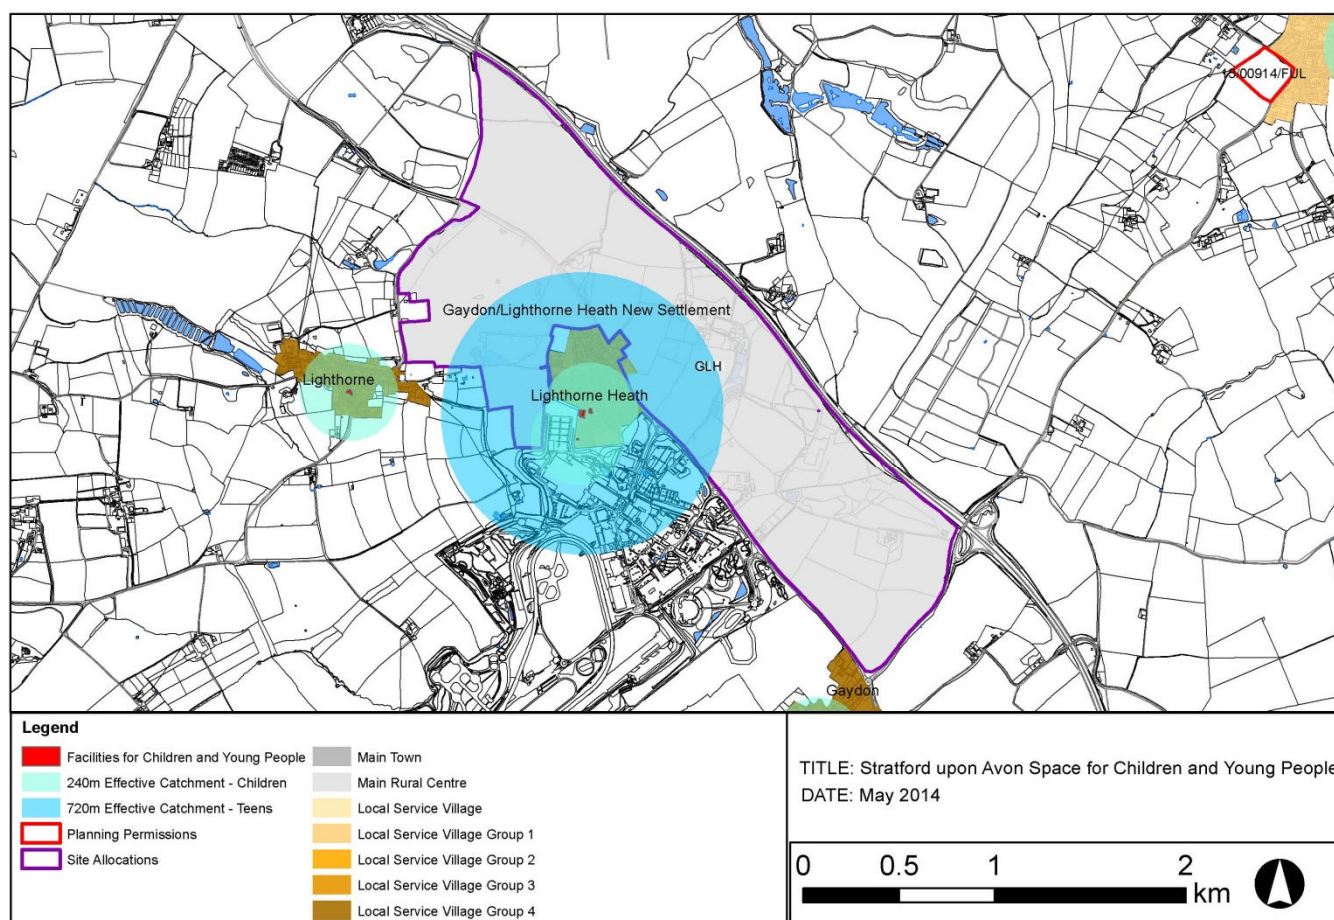 13/00914/FUL
Gaydon/Lighthorne Heath New Settlement
GLH
Lighthorne
Lighthorne Heath
Gaydon
Legend
Facilities for Children and Young People
240m Effective Catchment - Children
720m Effective Catchment - Teens
Planning Permissions
Site Allocations
Main Town
Main Rural Centre
Local Service Village
Local Service Village Group 1
Local Service Village Group 2
Local Service Village Group 3
Local Service Village Group 4
TITLE: Stratford upon Avon Space for Children and Young People
DATE: May 2014
0 0.5 1 2
km